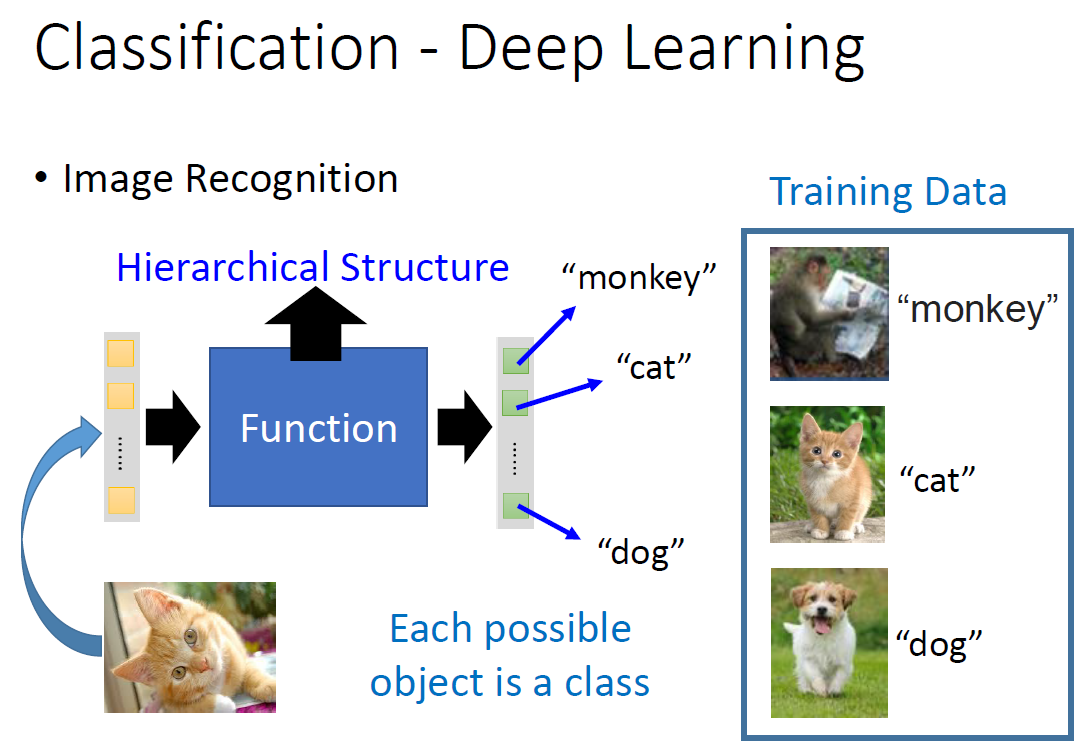 Classification - Deep Learning
• Image Recognition
Training Data
Hierarchical Structure
“monkey”
“cat”
“dog”
Function
Each possible
object is a class
“monkey”
“cat”
“dog”